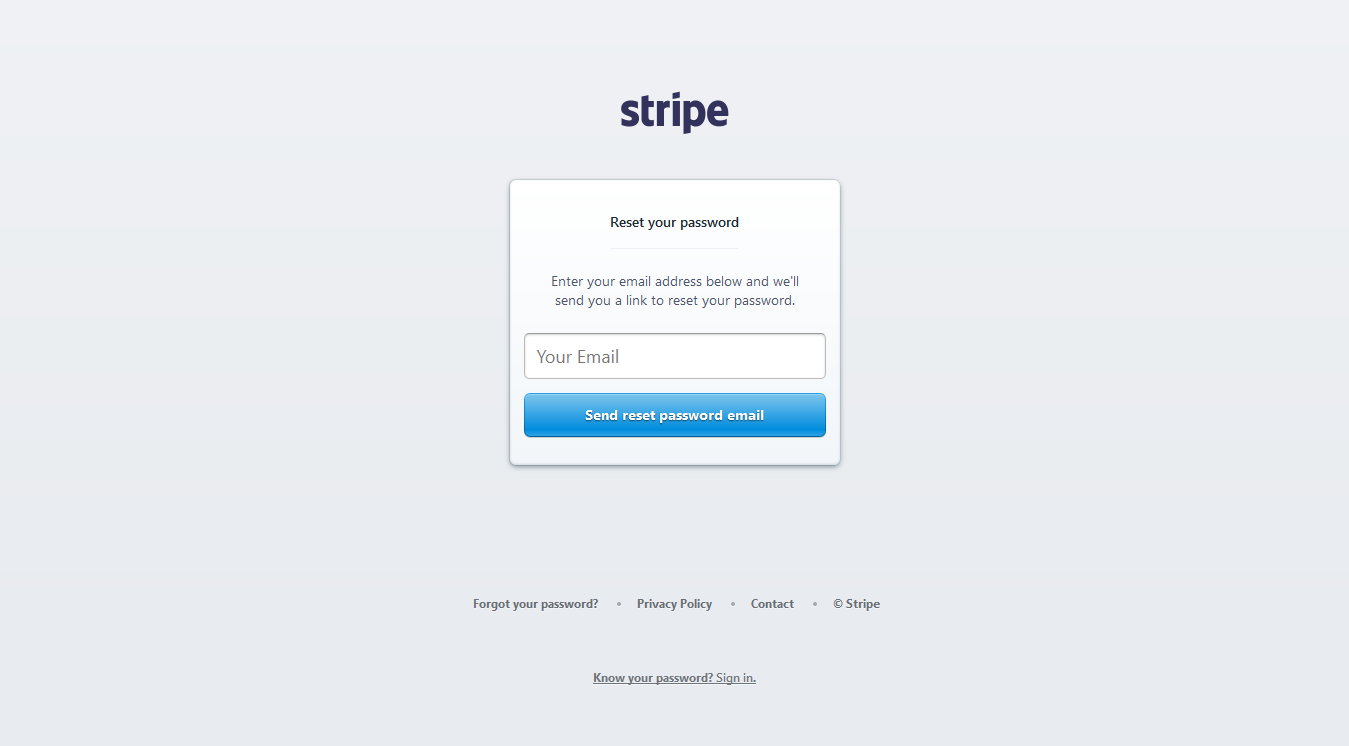 stripe
Reset your password
Enter your email address below and we'll
send you a link to reset your password.
Your Email
Send reset password email
Forgot your password? • Privacy Policy • Contact • © Stripe
Know your password? Sign in.